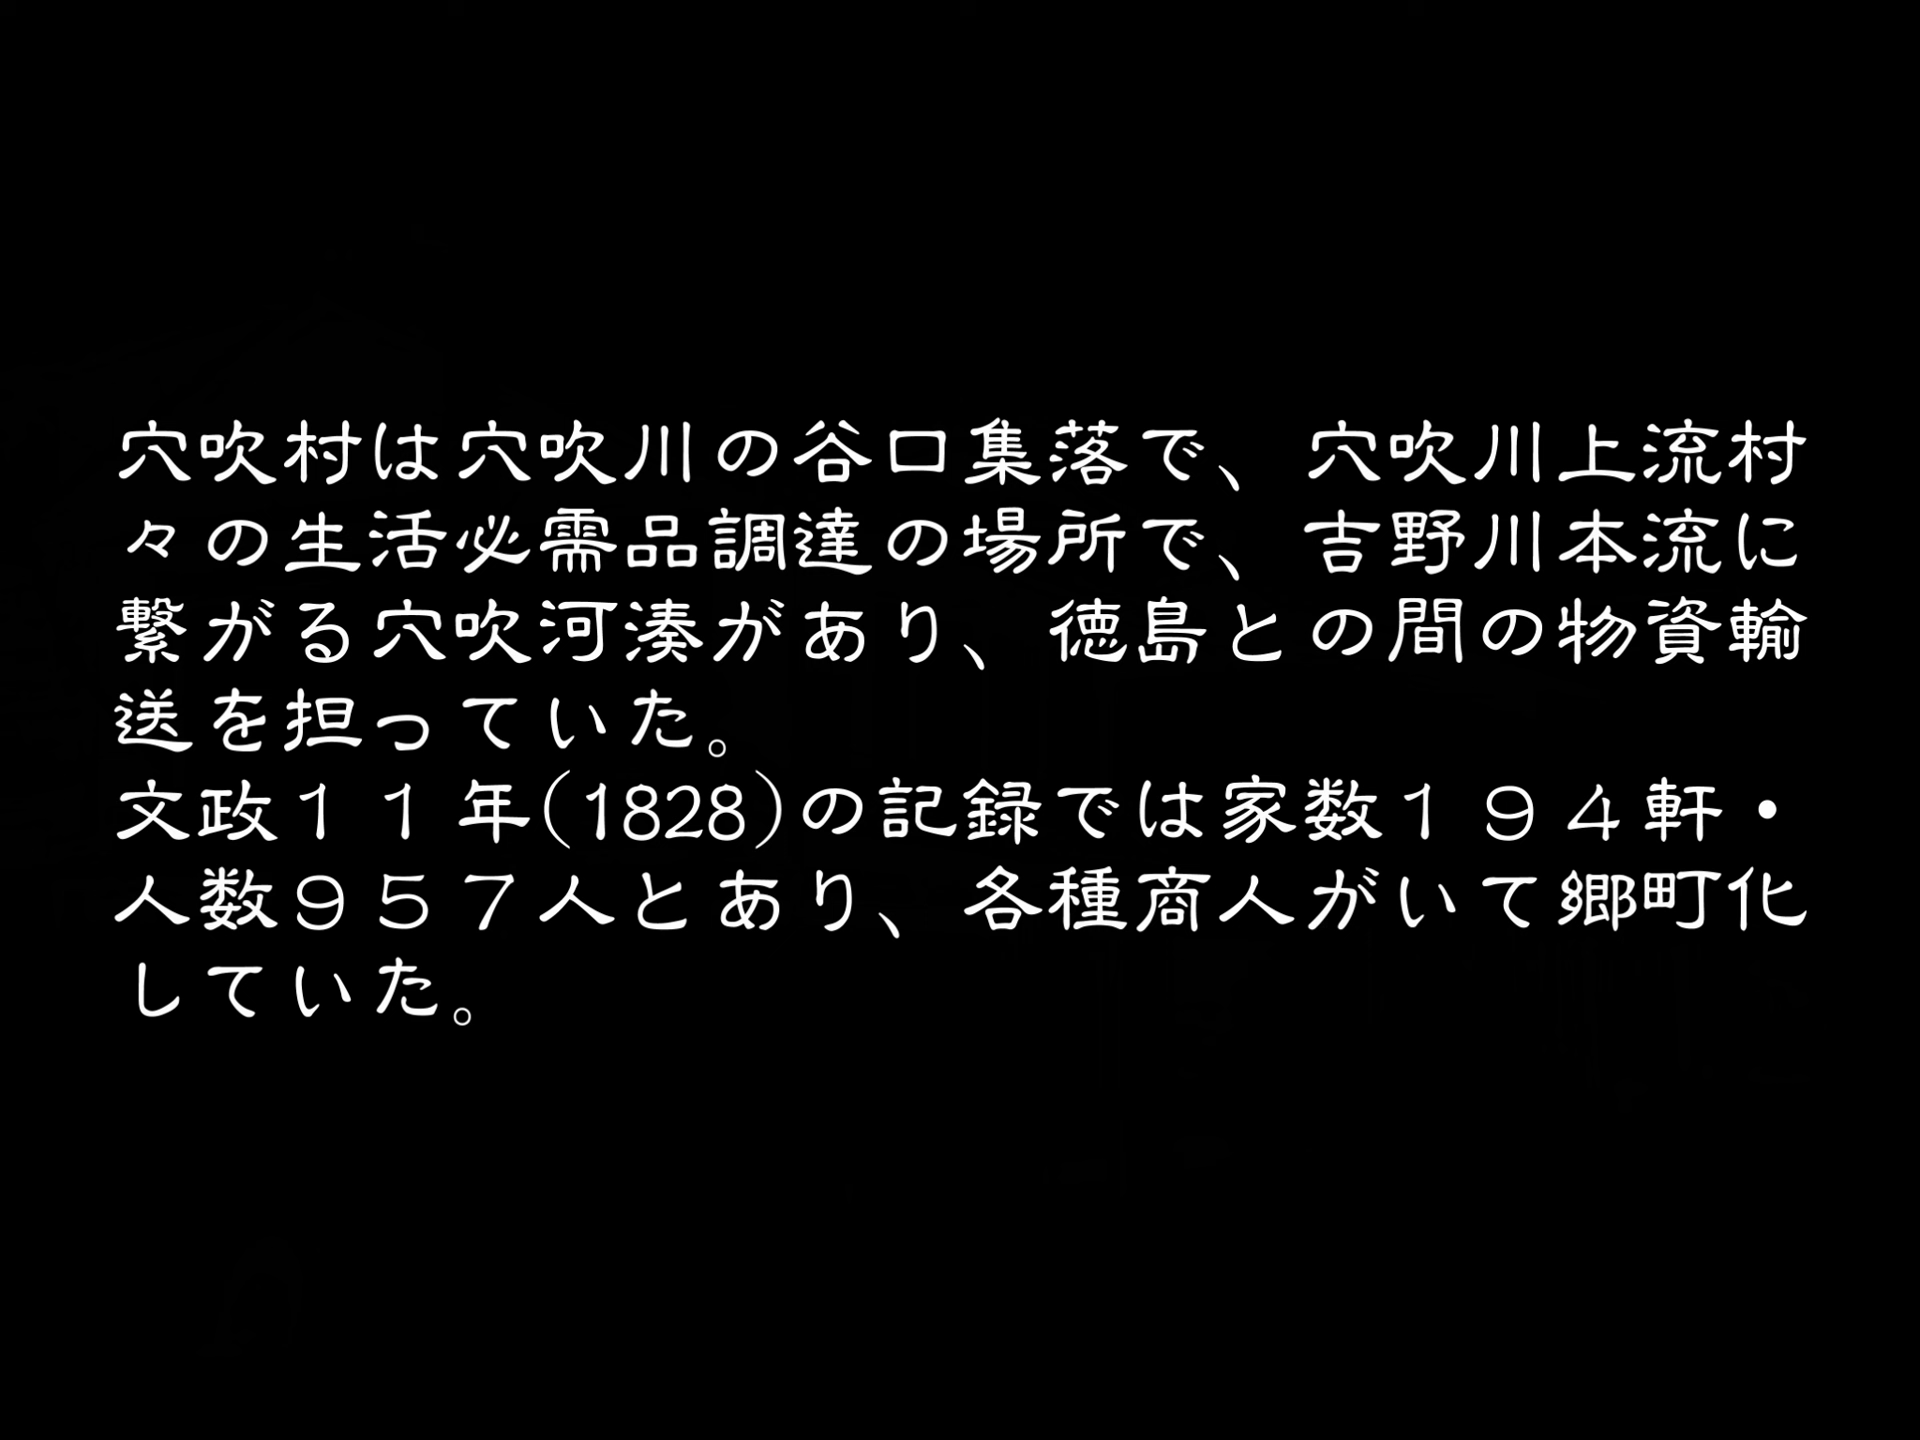 穴吹村は穴吹川の谷口集落で、穴吹川上流村
々の生活必需品調達の場所で、吉野川本流に
繋がる穴吹河湊があり、徳島との間の物資輸
送を担っていた。
文政１１年(1828)の記録では家数１９４軒・
人数９５７人とあり、各種商人がいて郷町化
していた。